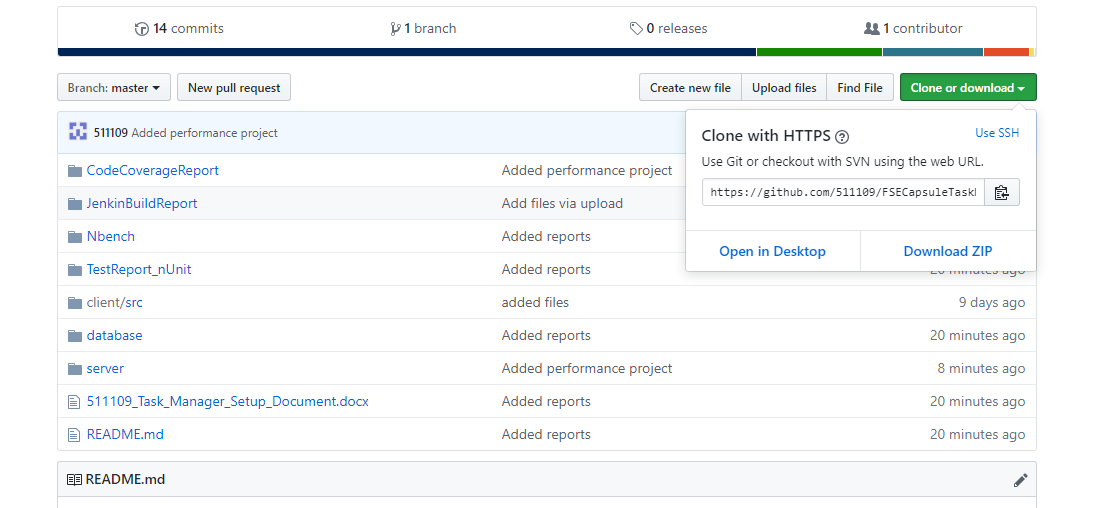 14 commits 1 branch 0 releases 1 contributor
Branch: master New pull request Create new file Upload files Find File Clone or download
511109 Added performance project
Clone with HTTPS Use SSH
Use Git or checkout with SVN using the web URL.
https://github.com/511109/FSECapsuleTask
Open in Desktop Download ZIP
CodeCoverageReport Added performance project
JenkinBuildReport Add files via upload
Nbench Added reports
TestReport_nUnit Added reports 20 minutes ago
client/src added files 9 days ago
database Added reports 20 minutes ago
server Added performance project 8 minutes ago
511109_Task_Manager_Setup_Document.docx Added reports 20 minutes ago
README.md Added reports 20 minutes ago
README.md